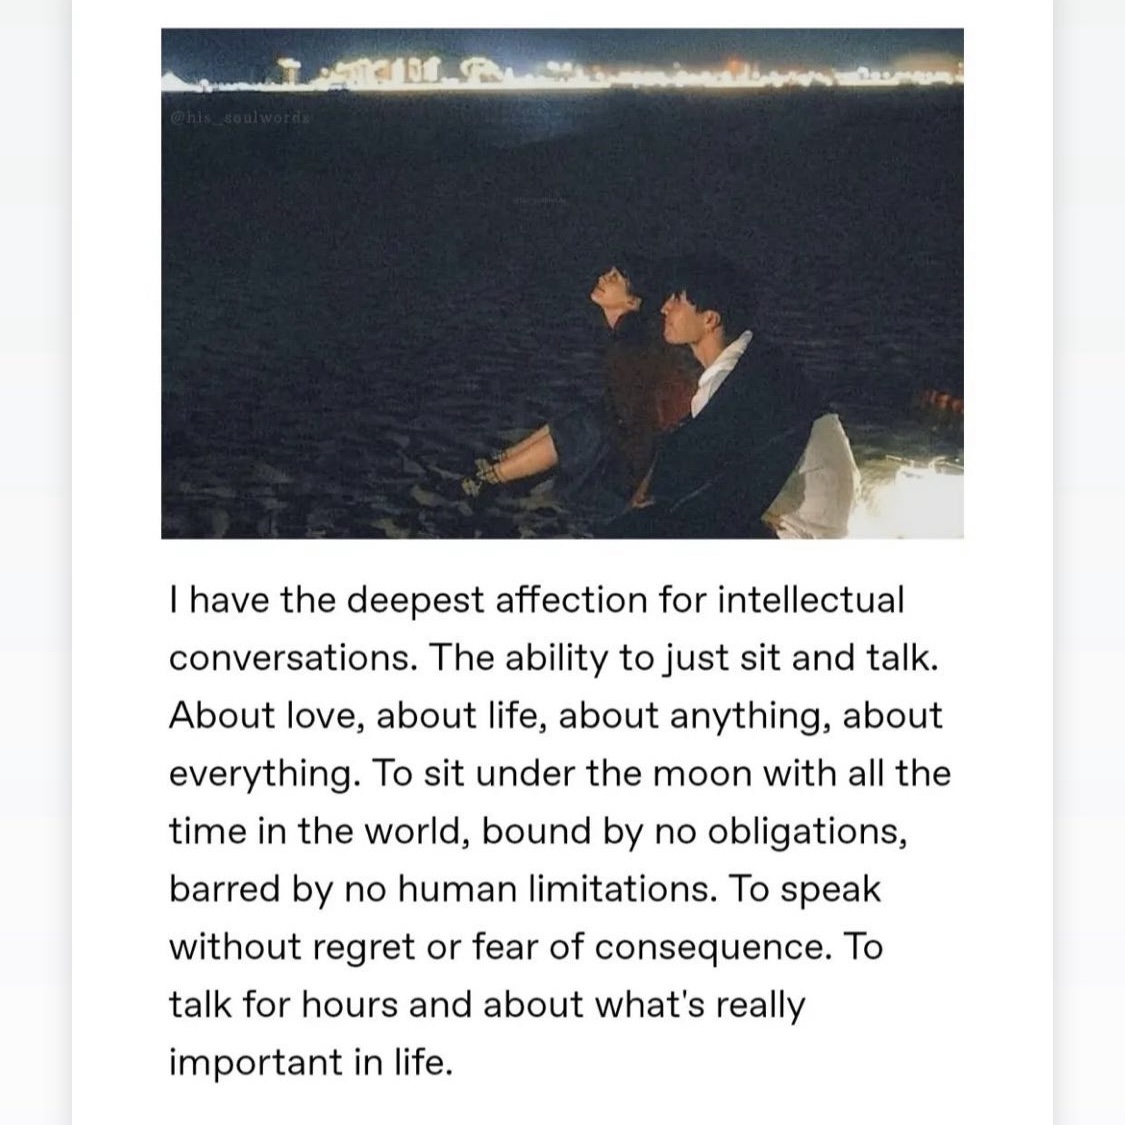 @his_soulwords
I have the deepest affection for intellectual
conversations. The ability to just sit and talk.
About love, about life, about anything, about
everything. To sit under the moon with all the
time in the world, bound by no obligations,
barred by no human limitations. To speak
without regret or fear of consequence. To
talk for hours and about what's really
important in life.